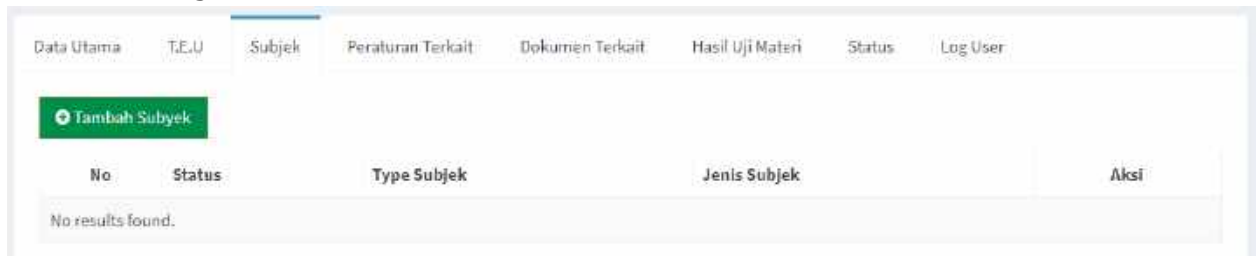 Data Utama T.E.U Subjek Peraturan Terkait Dokumen Terkait Hasil Uji Materi Status Log User
Tambah Subyek
No Status Type Subjek Jenis Subjek Aksi
No results found.